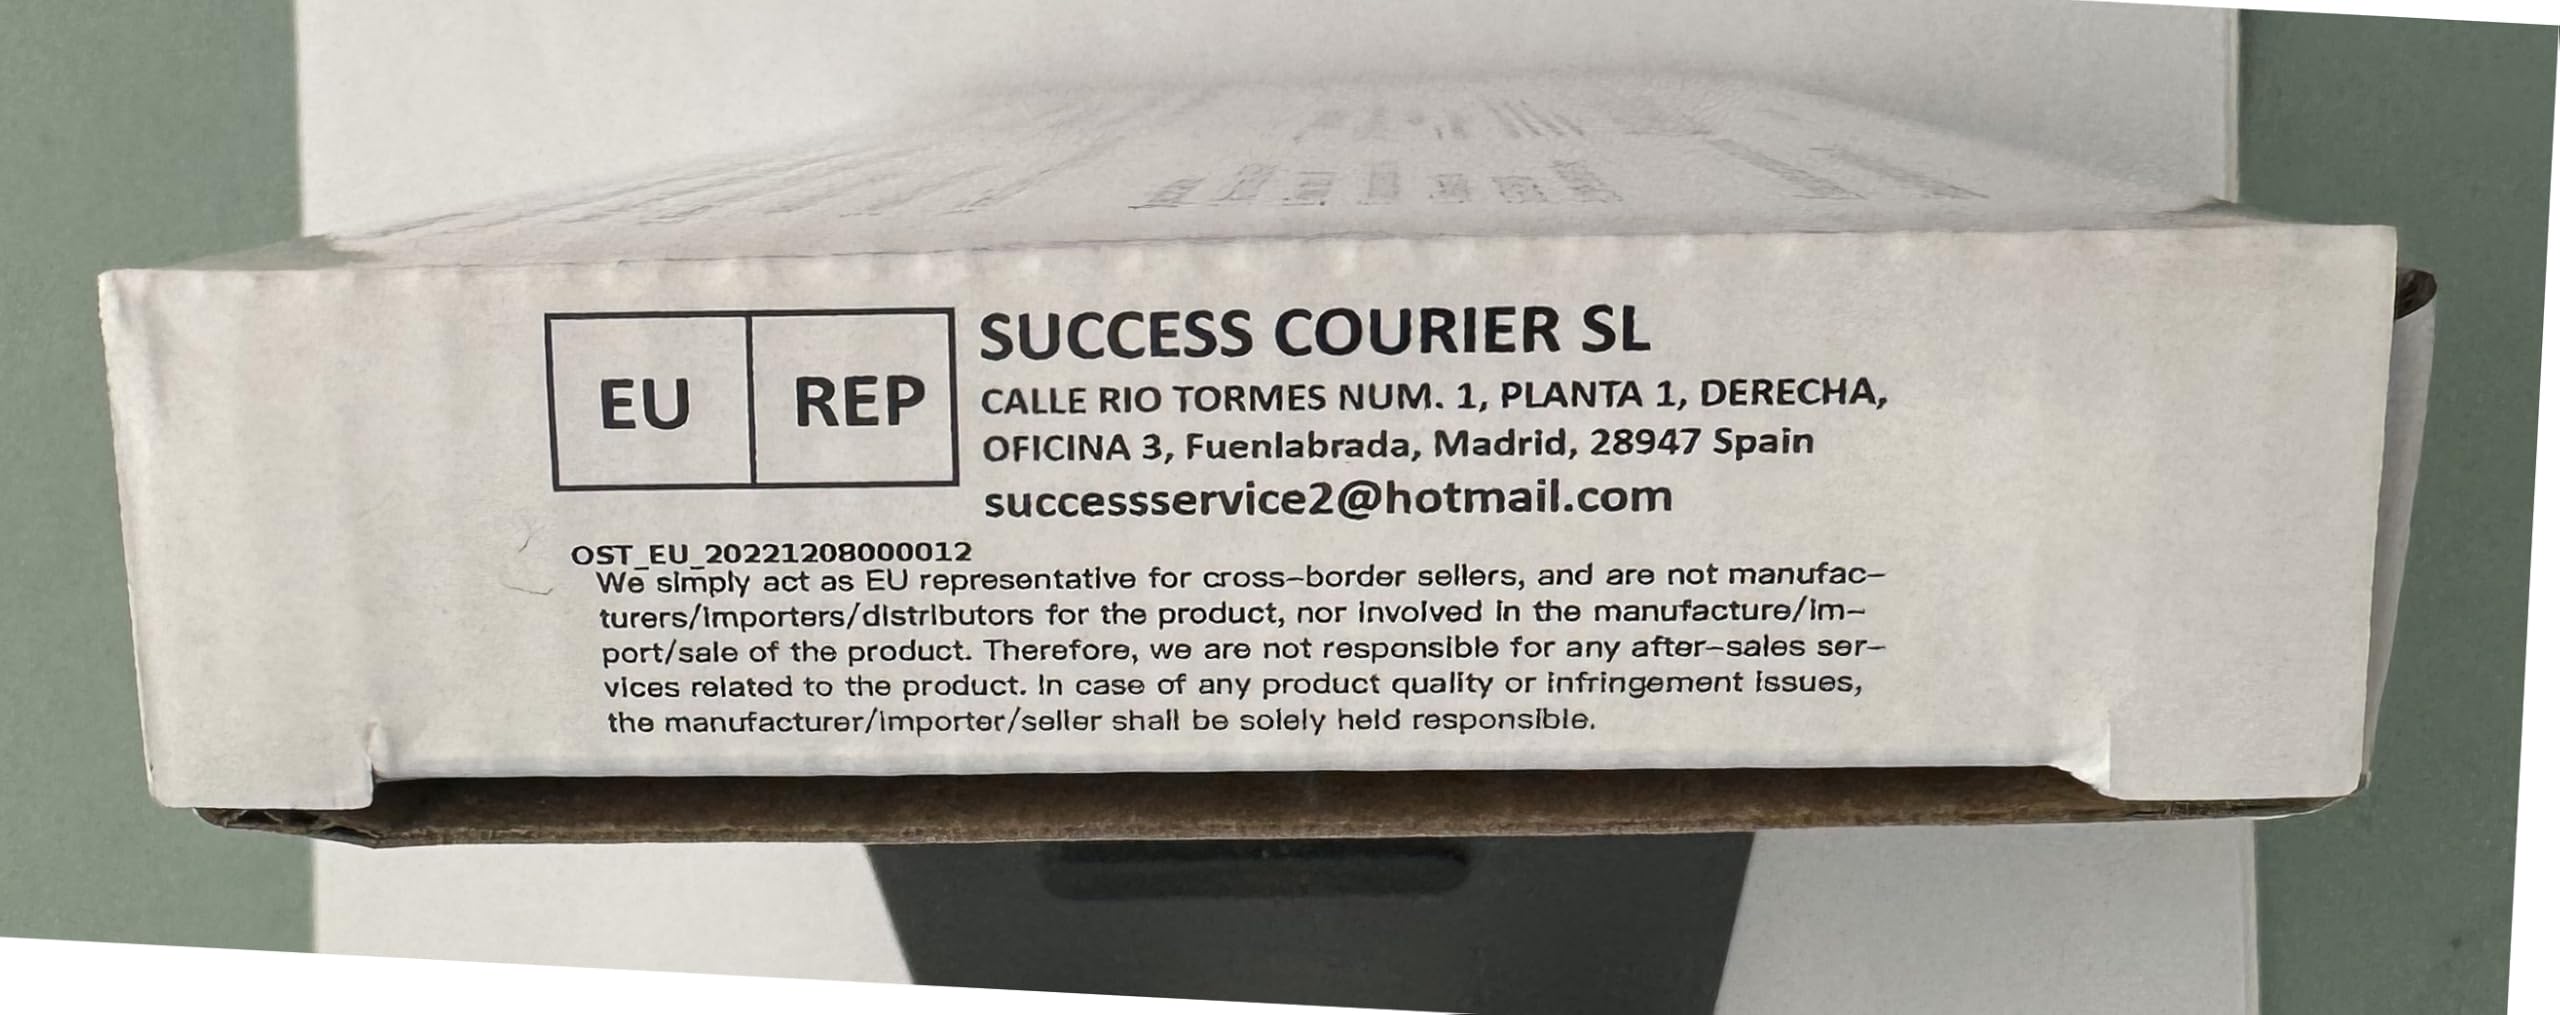 EU REP
SUCCESS COURIER SL
CALLE RIO TORMES NUM. 1, PLANTA 1, DERECHA,
OFICINA 3, Fuenlabrada, Madrid, 28947 Spain
successservice2@hotmail.com
OST_EU_20221208000012
We simply act as EU representative for cross-border sellers, and are not manufac-
turers/importers/distributors for the product, nor involved in the manufacture/im-
port/sale of the product. Therefore, we are not responsible for any after-sales ser-
vices related to the product. In case of any product quality or infringement issues,
the manufacturer/importer/seller shall be solely held responsible.